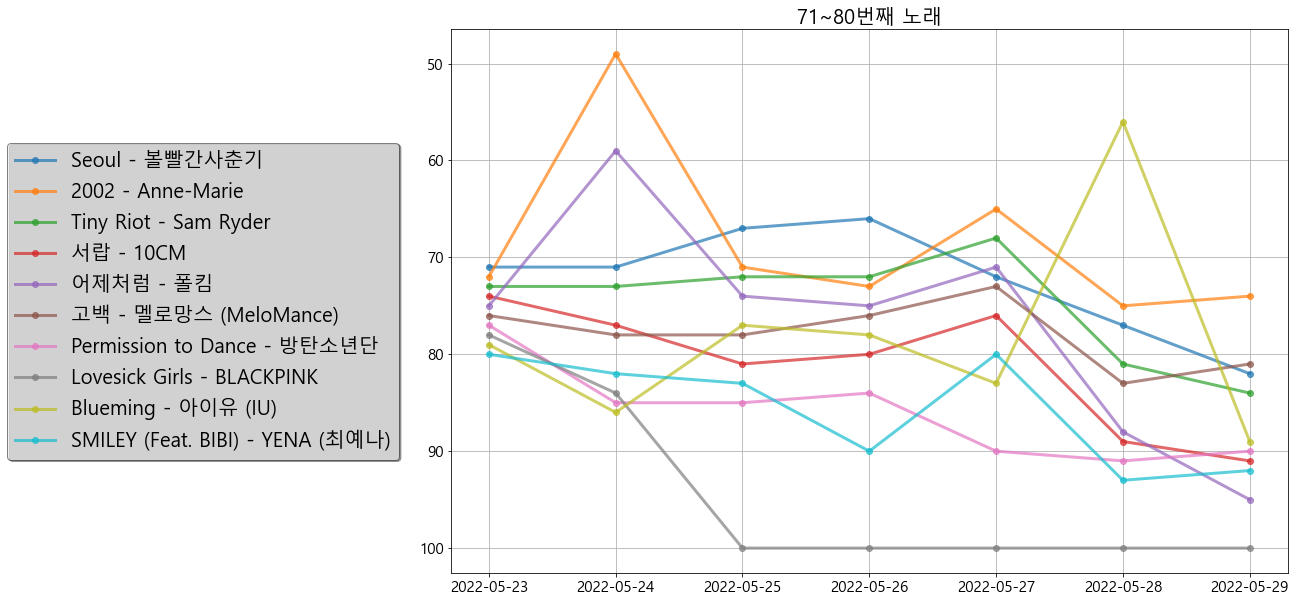 71~80번째 노래
Seoul - 볼빨간사춘기
2002 - Anne-Marie
Tiny Riot - Sam Ryder
서랍 - 10CM
어제처럼 - 폴킴
고백 - 멜로망스 (MeloMance)
Permission to Dance - 방탄소년단
Lovesick Girls - BLACKPINK
Blueming - 아이유 (IU)
SMILEY (Feat. BIBI) - YENA (최예나)
50
60
70
80
90
100
2022-05-23 2022-05-24 2022-05-25 2022-05-26 2022-05-27 2022-05-28 2022-05-29